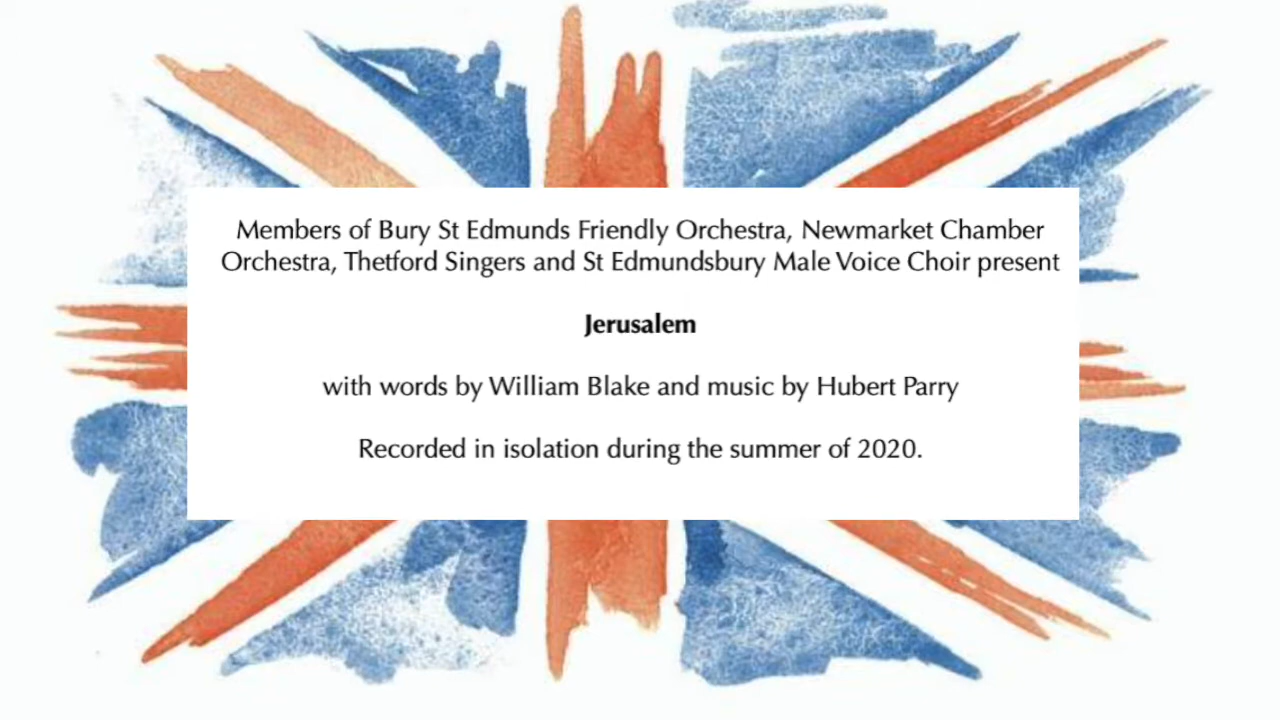 Members of Bury St Edmunds Friendly Orchestra, Newmarket Chamber
Orchestra, Thetford Singers and St Edmundsbury Male Voice Choir present
Jerusalem
with words by William Blake and music by Hubert Parry
Recorded in isolation during the summer of 2020.